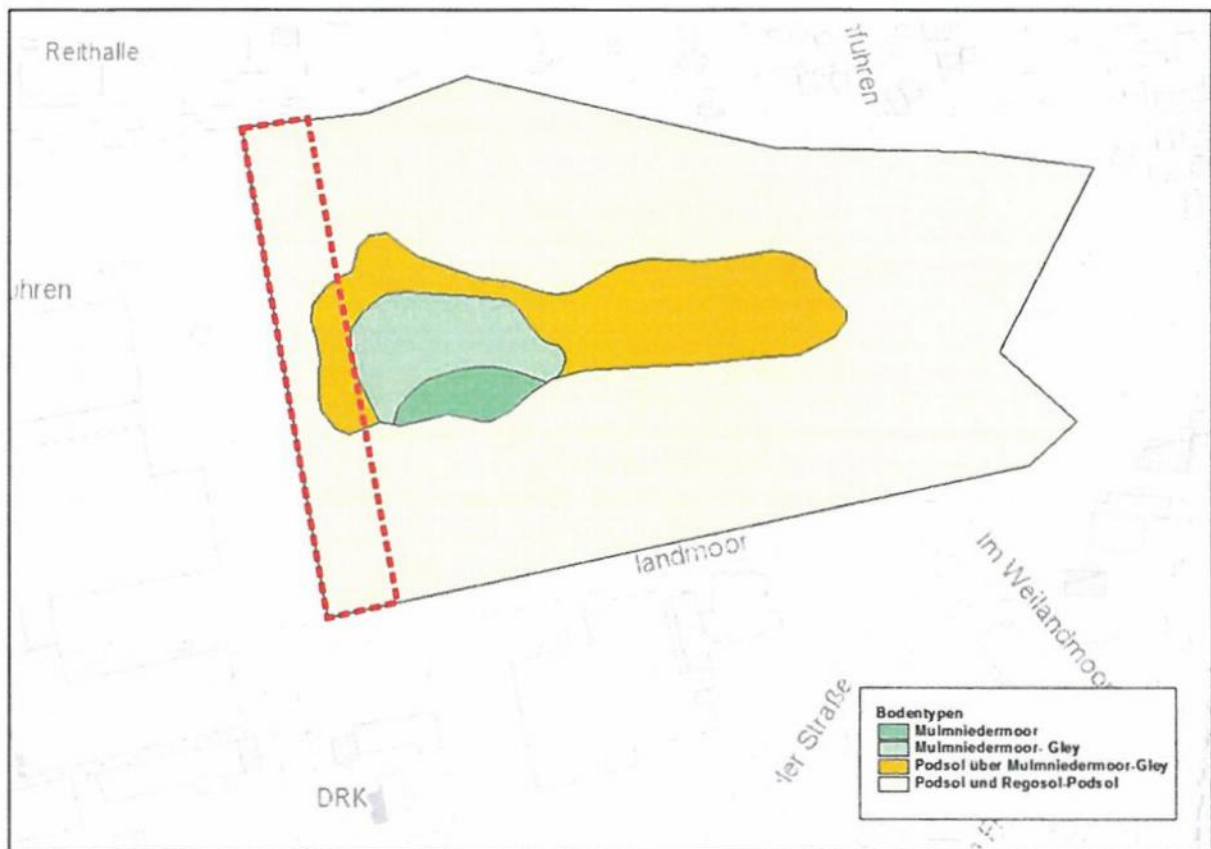 Reithalle
ıfuhren
uhren
landmoor
Im Weilandmoor
ler Straße
DRK
Bodentypen
Mulmniedermoor
Mulmniedermoor- Gley
Podsol über Mulmniedermoor-Gley
Podsol und Regosol-Podsol